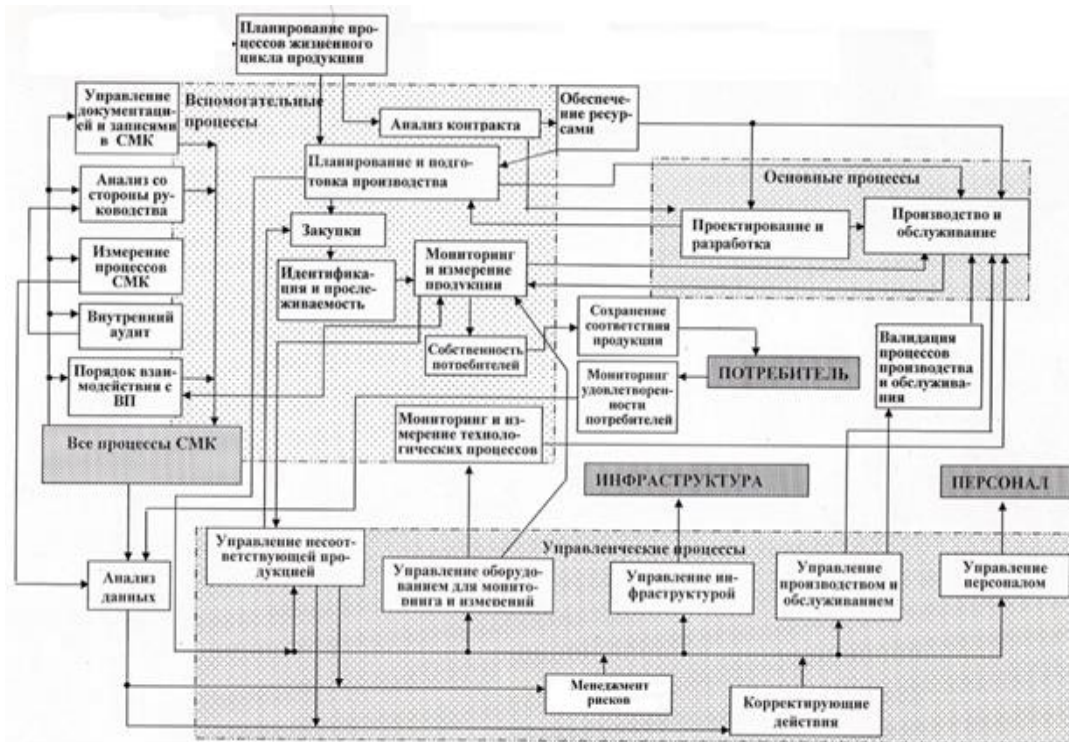 Планирование про-
цессов жизненного
цикла продукции
Управление
документаци-
ей и записями
в СМК
Вспомогательные
процессы
Анализ контракта
Обеспечение ресур-
сами
Планирование и подго-
товка производства
Основные процессы
Анализ со
стороны ру-
ководства
Закупки
Проектирование и
разработка
Производство и
обслуживание
Измерение
процессов
СМК
Идентифика-
ция и просле-
живаемость
Мониторинг
и измерение
продукции
Внутренний
аудит
Собственность
потребителей
Сохранение
соответствия
продукции
Валидация
процессов
производства
и обслужива-
ния
Порядок взаи-
модействия с
ВП
Мониторинг
удовлетворен-
ности
потребителей
ПОТРЕБИТЕЛЬ
Все процессы СМК
Мониторинг и из-
мерение техноло-
гических процессов
ИНФРАСТРУКТУРА
ПЕРСОНАЛ
Управление несоот-
ветствующей про-
дукцией
Управленческие процессы
Анализ
данных
Управление оборудо-
ванием для монито-
ринга и измерений
Управление ин-
фраструктурой
Управление
производством и
обслуживанием
Управление
персоналом
Менеджмент
рисков
Корректирующие
действия